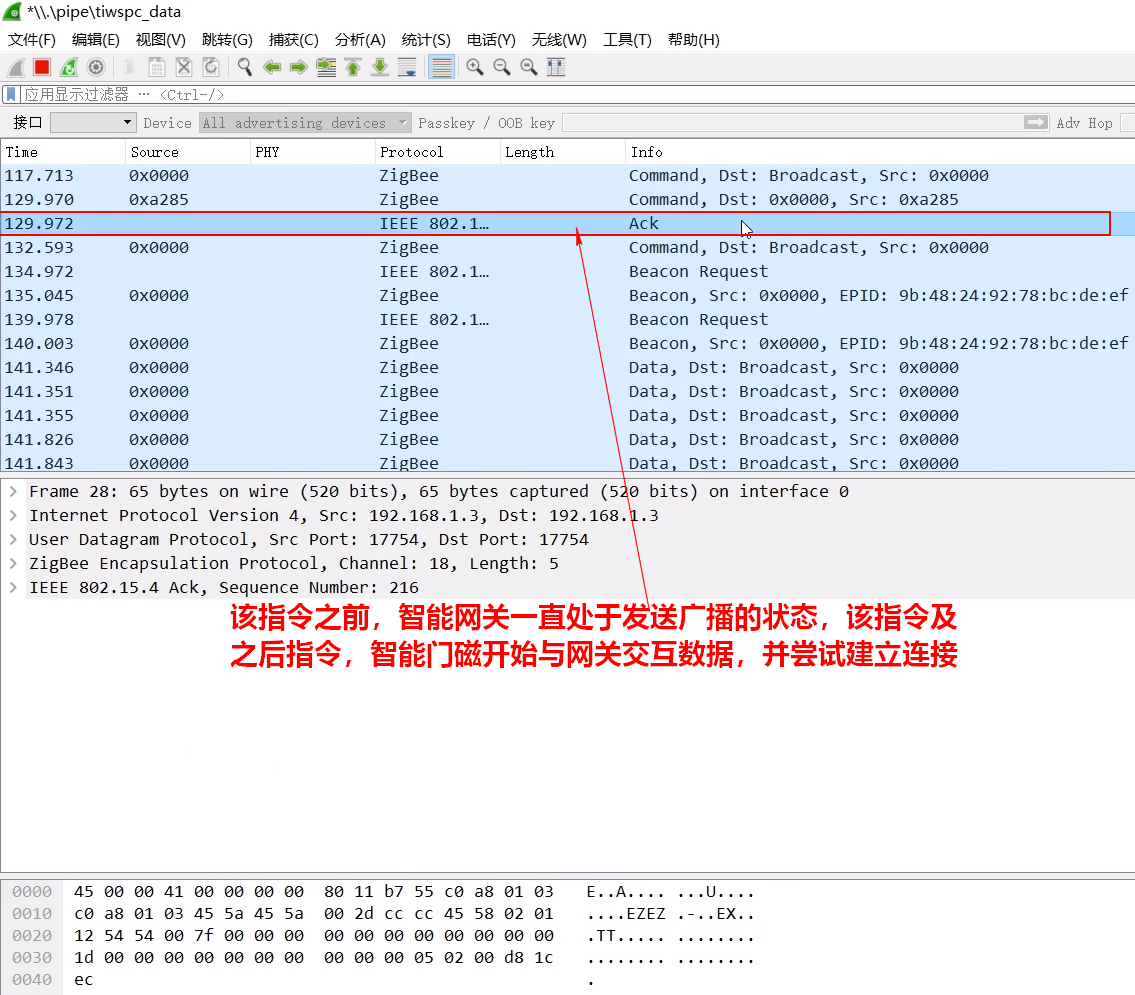 *\\.\pipe\tiwspc_data
文件(F) 编辑(E) 视图(V) 跳转(G) 捕获(C) 分析(A) 统计(S) 电话(Y) 无线(W) 工具(T) 帮助(H)
应用显示过滤器 … <Ctrl-/>
接口 Device All advertising devices Passkey / OOB key Adv Hop
Time Source PHY Protocol Length Info
117.713 0x0000 ZigBee Command, Dst: Broadcast, Src: 0x0000
129.970 0xa285 ZigBee Command, Dst: 0x0000, Src: 0xa285
129.972 IEEE 802.1… Ack
132.593 0x0000 ZigBee Command, Dst: Broadcast, Src: 0x0000
134.972 IEEE 802.1… Beacon Request
135.045 0x0000 ZigBee Beacon, Src: 0x0000, EPID: 9b:48:24:92:78:bc:de:ef
139.978 IEEE 802.1… Beacon Request
140.003 0x0000 ZigBee Beacon, Src: 0x0000, EPID: 9b:48:24:92:78:bc:de:ef
141.346 0x0000 ZigBee Data, Dst: Broadcast, Src: 0x0000
141.351 0x0000 ZigBee Data, Dst: Broadcast, Src: 0x0000
141.355 0x0000 ZigBee Data, Dst: Broadcast, Src: 0x0000
141.826 0x0000 ZigBee Data, Dst: Broadcast, Src: 0x0000
141.843 0x0000 ZigBee Data, Dst: Broadcast, Src: 0x0000
Frame 28: 65 bytes on wire (520 bits), 65 bytes captured (520 bits) on interface 0
Internet Protocol Version 4, Src: 192.168.1.3, Dst: 192.168.1.3
User Datagram Protocol, Src Port: 17754, Dst Port: 17754
ZigBee Encapsulation Protocol, Channel: 18, Length: 5
IEEE 802.15.4 Ack, Sequence Number: 216
该指令之前，智能网关一直处于发送广播的状态，该指令及
之后指令，智能门磁开始与网关交互数据，并尝试建立连接
0000 45 00 00 41 00 00 00 00 80 11 b7 55 c0 a8 01 03 E..A.... ...U....
0010 c0 a8 01 03 45 5a 45 5a 00 2d cc cc 45 58 02 01 ....EZEZ .-..EX..
0020 12 54 54 00 7f 00 00 00 00 00 00 00 00 00 00 00 .TT..... ........
0030 1d 00 00 00 00 00 00 00 00 00 05 02 00 d8 1c ........ ........
0040 ec .